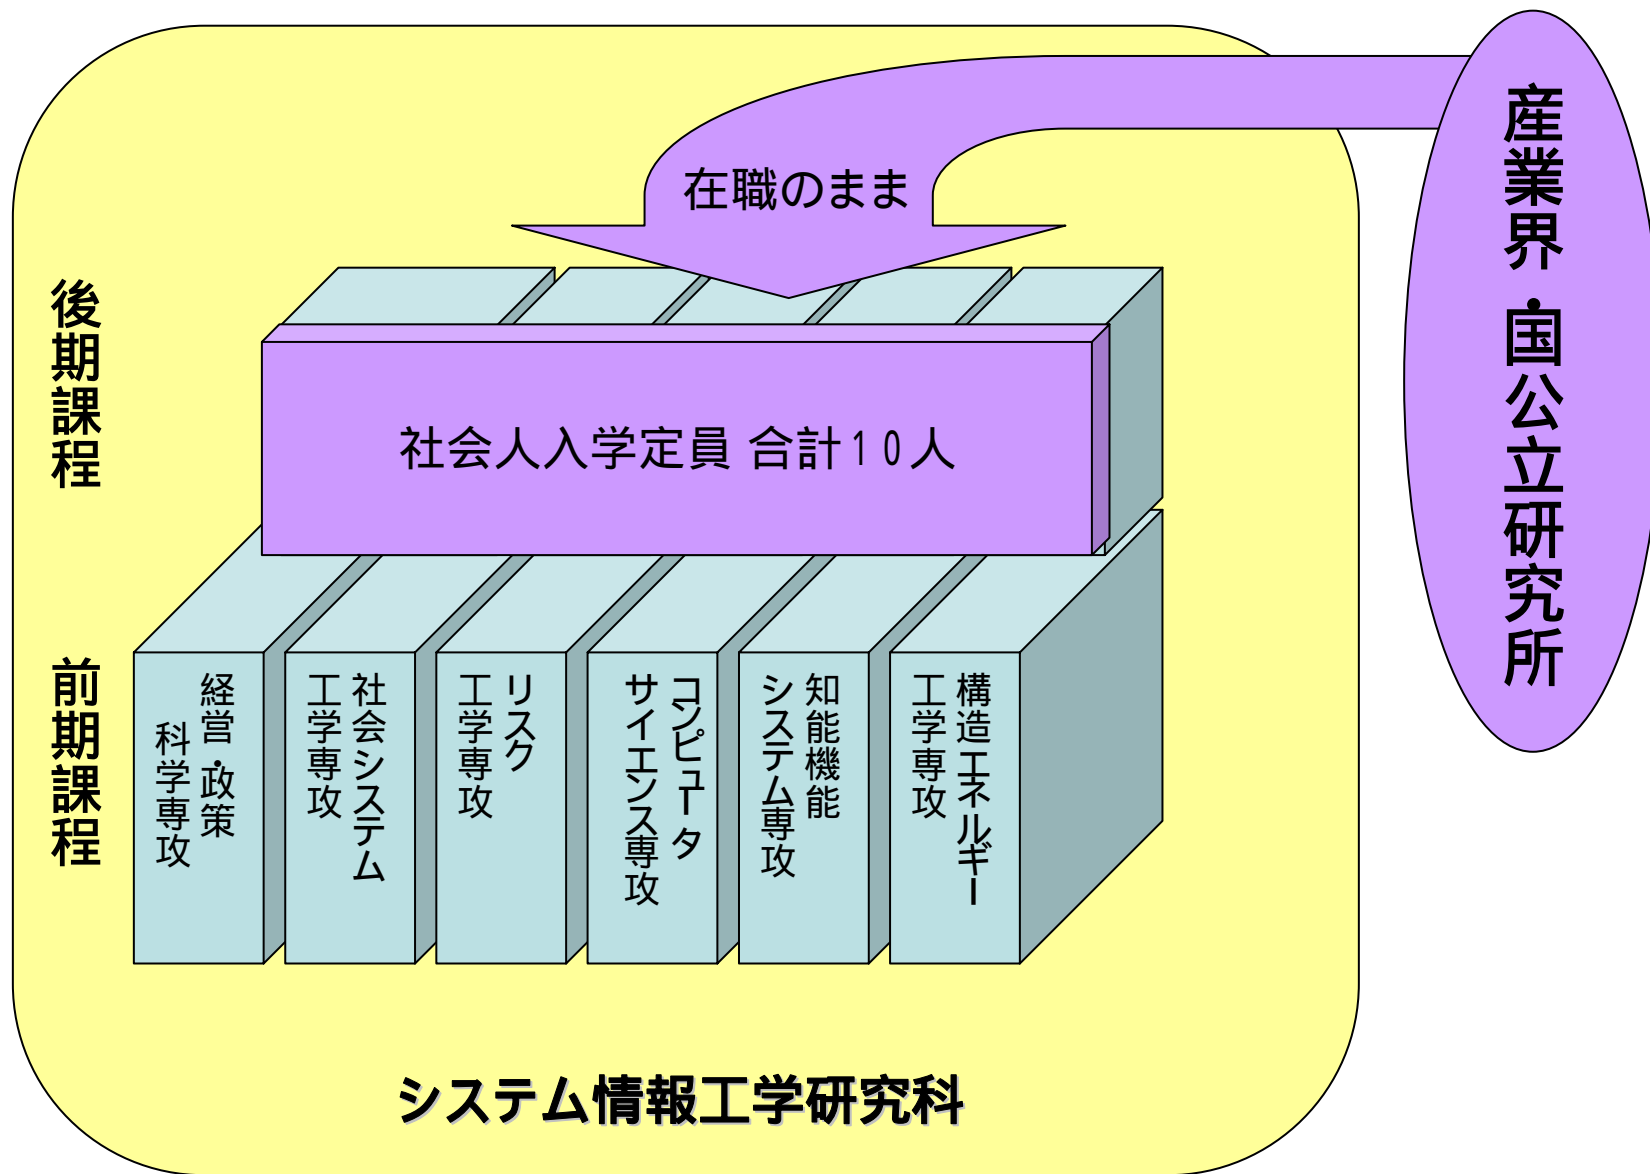 産業界・国公立研究所
在職のまま
後期課程
社会人入学定員 合計10人
前期課程
経営・政策
科学専攻
社会システム
工学専攻
リスク
工学専攻
コンピュータ
サイエンス専攻
知能機能
システム専攻
構造エネルギー
工学専攻
システム情報工学研究科